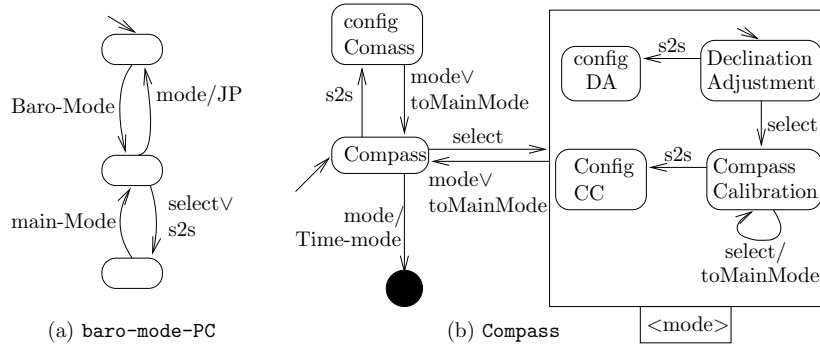 Baro-Mode
mode/JP
main-Mode
select∨
s2s
(a) baro-mode-PC
config
Comass
s2s
mode∨
toMainMode
Compass
select
mode∨
toMainMode
mode/
Time-mode
config
DA
s2s
Declination
Adjustment
select
Config
CC
s2s
Compass
Calibration
select/
toMainMode
<mode>
(b) Compass